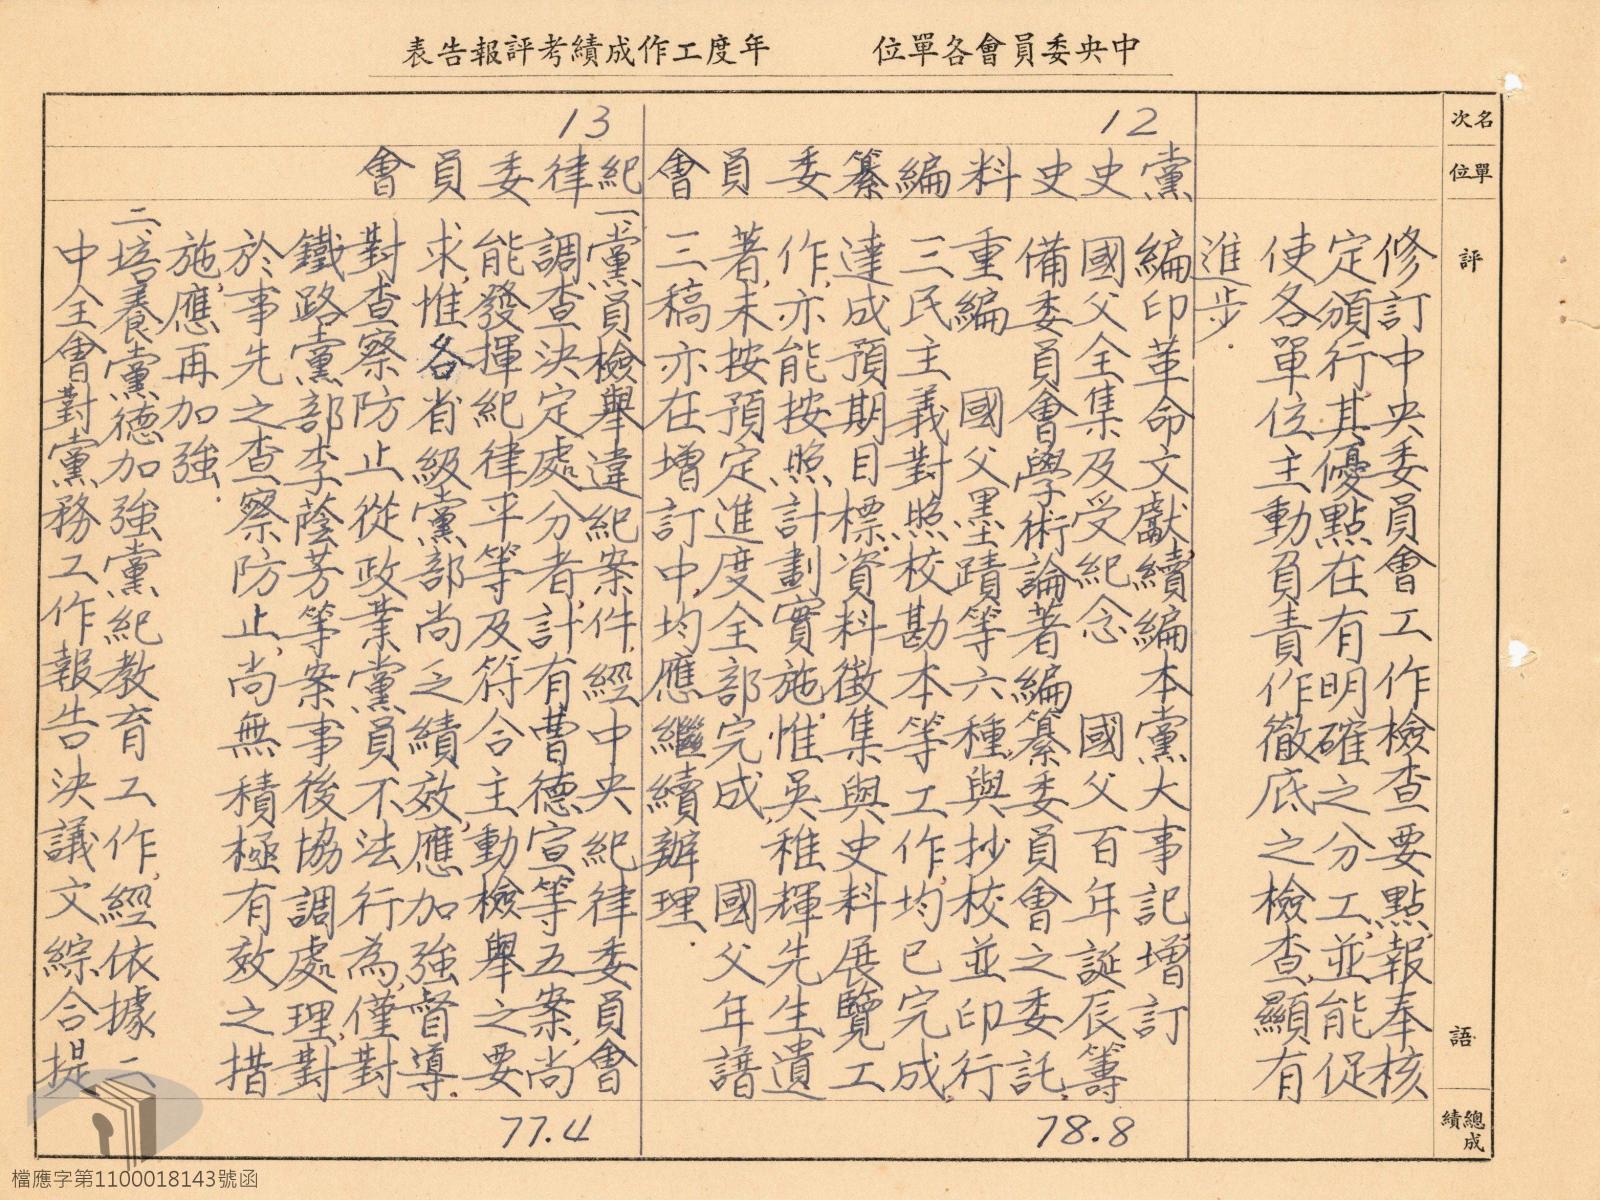 中央委員會各單位　　年度工作成績考評報告表
名次
單位
評
語
總成績
修訂中央委員會工作檢查要點，報奉核
定頒行其優點在有明確之分工，並能促
使各單位主動負責作徹底之檢查，顯有
進步．
12
黨史史料編纂委員會
編印革命文獻，續編本黨大事記，增訂
國父全集及受紀念　國父百年誕辰籌
備委員會學術論著編纂委員會之委託，
重編　國父墨蹟等六種，與抄校並印行
三民主義對照校勘本等工作，均已完成，
達成預期目標．資料徵集與史料展覽工
作，亦能按照計劃實施，惟吳稚輝先生遺
著，未按預定進度全部完成，國父年譜
三稿亦在增訂中，均應繼續辦理．
78.8
13
紀律委員會
一、黨員檢舉違紀案件，經中央紀律委員會
調查決定處分者，計有曹德宣等五案，尚
能發揮紀律平等及符合主動檢舉之要
求，惟各省級黨部尚乏績效，應加強督導．
對查察防止從政業黨員不法行為，僅對
鐵路黨部李蔭芳等案事後協調處理，對
於事先之查察防止，尚無積極有效之措
施，應再加強．
二、培養黨德加強黨紀教育工作，經依據二
中全會對黨務工作報告決議文綜合提
77.4
檔應字第1100018143號函